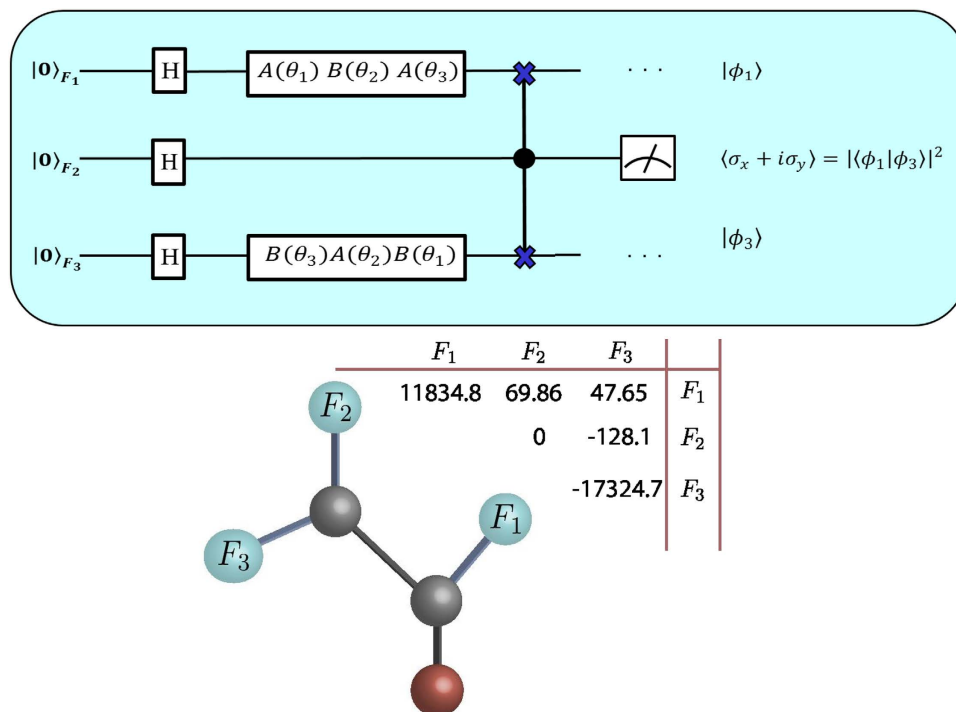 |0⟩F₁ H A(θ₁) B(θ₂) A(θ₃) · · · |ϕ₁⟩
|0⟩F₂ H ⟨σₓ + iσᵧ⟩ = |⟨ϕ₁|ϕ₃⟩|²
|0⟩F₃ H B(θ₃)A(θ₂)B(θ₁) · · · |ϕ₃⟩
F₁ F₂ F₃
11834.8 69.86 47.65 F₁
0 -128.1 F₂
-17324.7 F₃
F₂
F₁
F₃